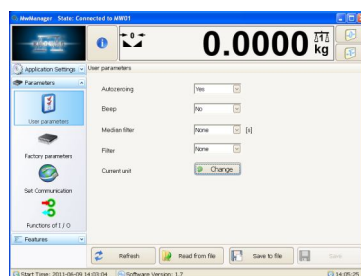 MwManager - State: Connected to MW01
→0←
0.0000 kg
Application Settings
User parameters
Parameters
Autozeroing Yes
Beep No
User parameters
Median filter None [s]
Filter None
Factory parameters
Current unit Change
Set Communication
Functions of I / O
Features
Refresh Read from file Save to file Save
Start Time: 2011-06-09 14:03:04 Software Version: 1.7 14:05:25